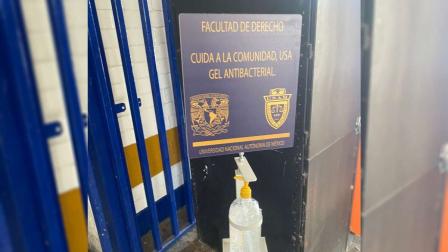 FACULTAD DE DERECHO
CUIDA A LA COMUNIDAD, USA
GEL ANTIBACTERIAL.
UNIVERSIDAD NACIONAL AUTÓNOMA DE MÉXICO